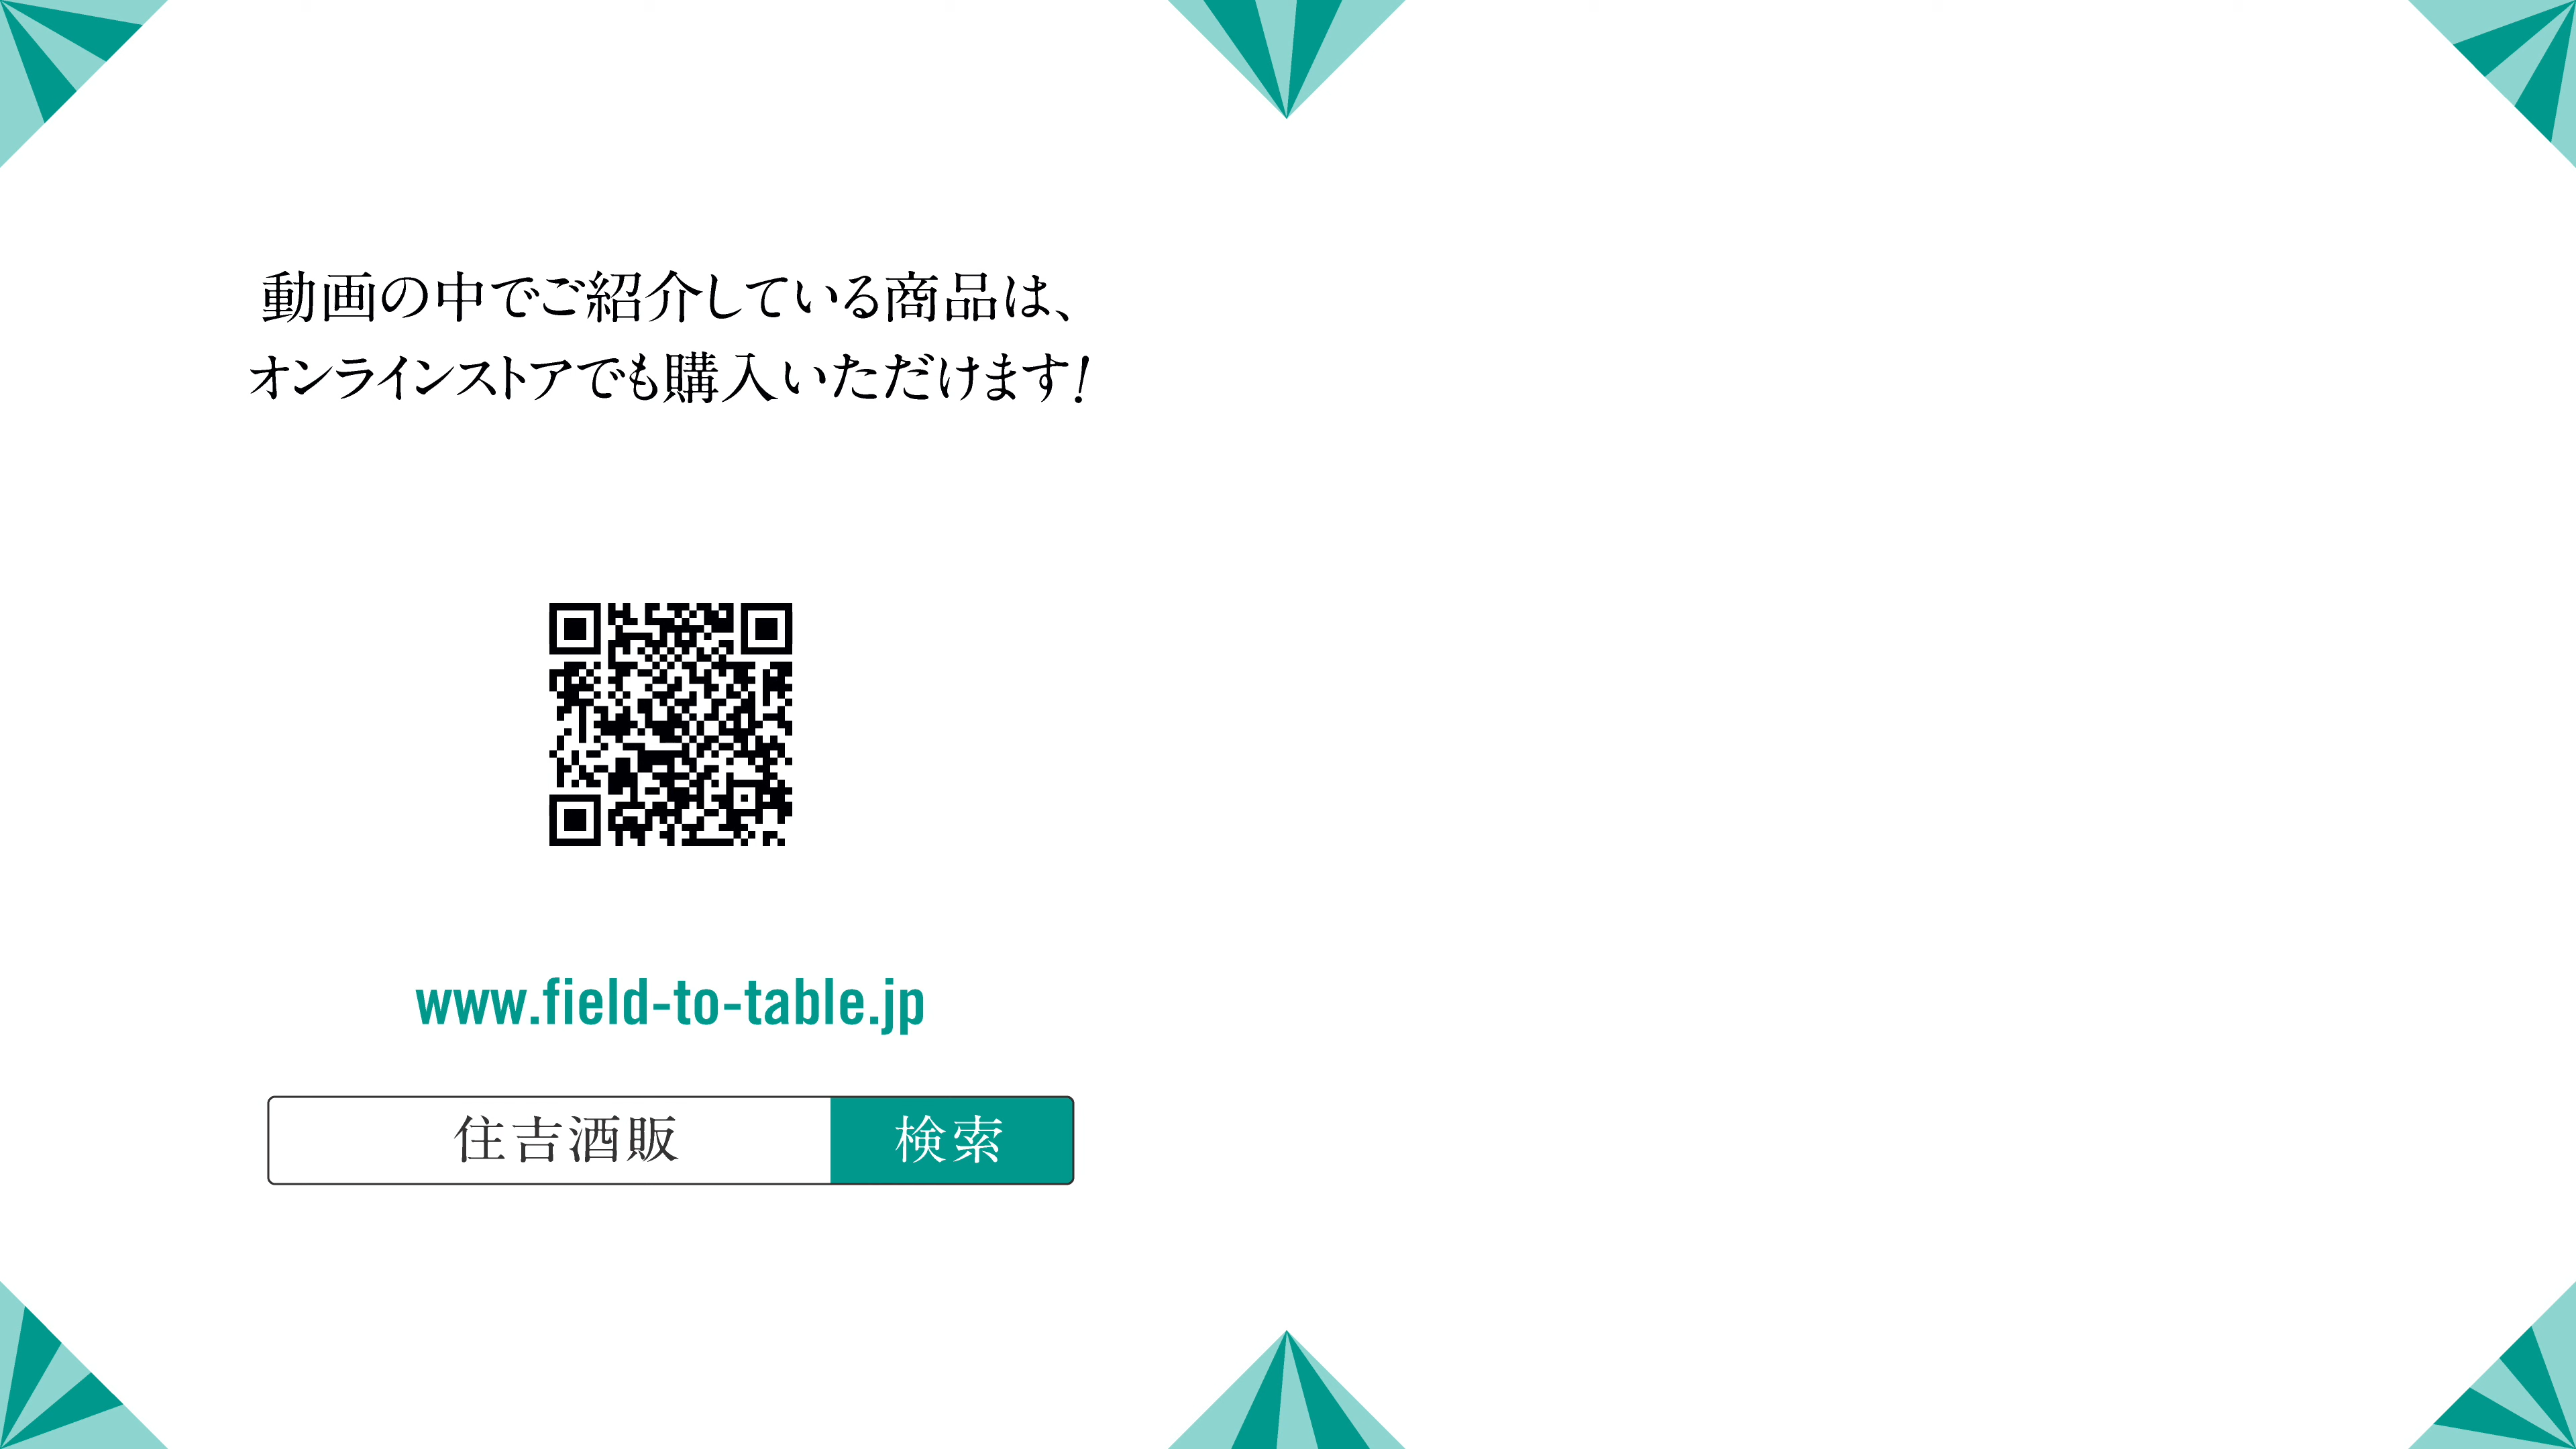 動画の中でご紹介している商品は、
オンラインストアでも購入いただけます!
www.field-to-table.jp
住吉酒販 検索